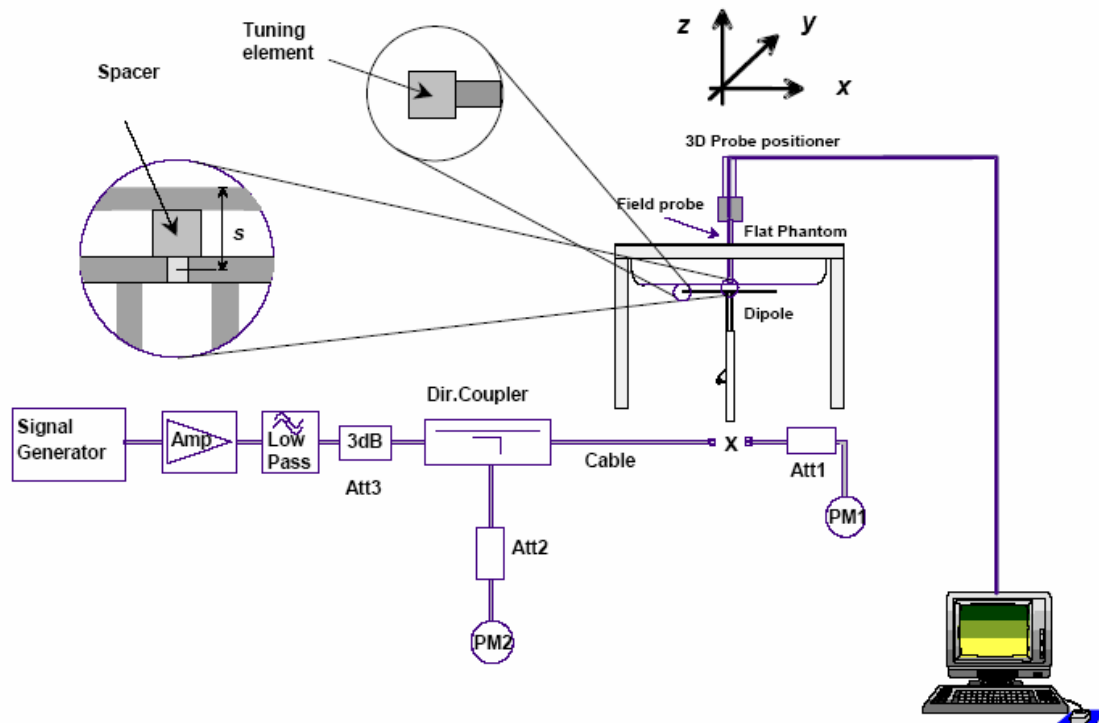 Tuning
element
Spacer
s
z
y
x
3D Probe positioner
Field probe
Flat Phantom
Dipole
Dir.Coupler
Signal
Generator
Amp
Low
Pass
3dB
Att3
Cable
X
Att1
PM1
Att2
PM2